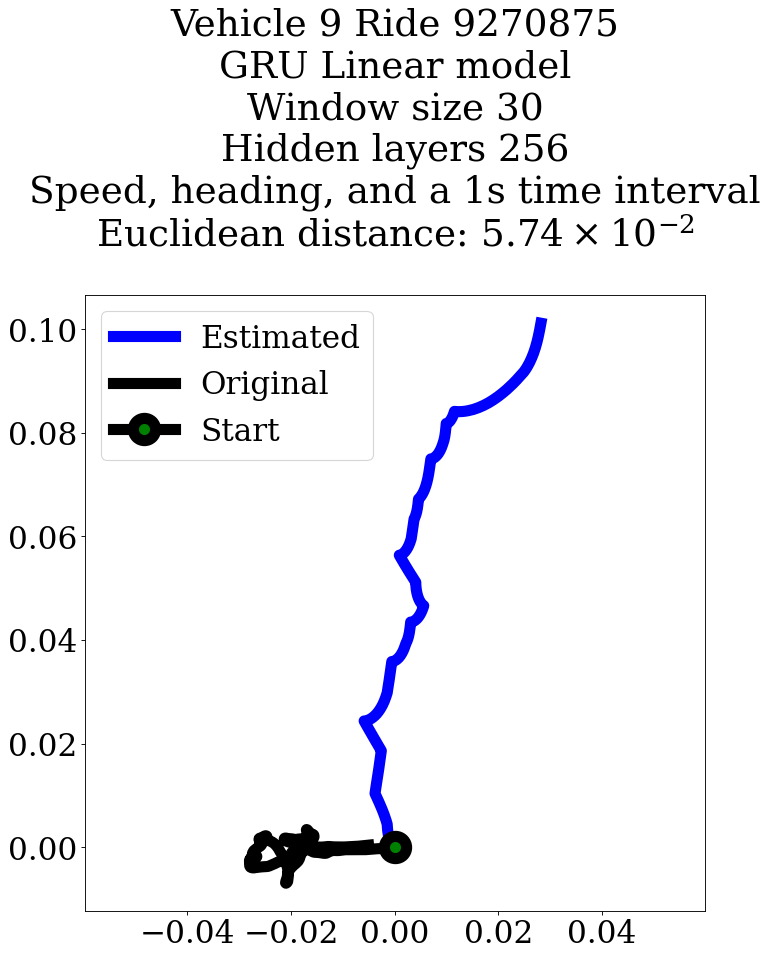 Vehicle 9 Ride 9270875
GRU Linear model
Window size 30
Hidden layers 256
Speed, heading, and a 1s time interval
Euclidean distance: 5.74 × 10⁻²
Estimated
Original
Start
0.10
0.08
0.06
0.04
0.02
0.00
−0.04 −0.02 0.00 0.02 0.04